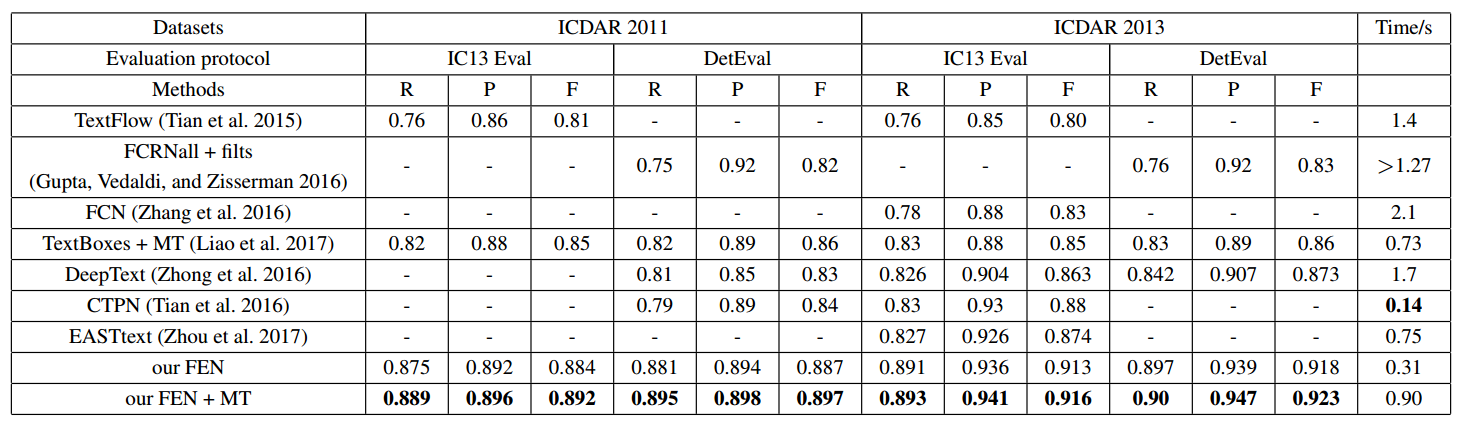 Datasets ICDAR 2011 ICDAR 2013 Time/s
Evaluation protocol IC13 Eval DetEval IC13 Eval DetEval
Methods R P F R P F R P F R P F
TextFlow (Tian et al. 2015) 0.76 0.86 0.81 - - - 0.76 0.85 0.80 - - - 1.4
FCRNall + filts
(Gupta, Vedaldi, and Zisserman 2016) - - - 0.75 0.92 0.82 - - - 0.76 0.92 0.83 >1.27
FCN (Zhang et al. 2016) - - - - - - 0.78 0.88 0.83 - - - 2.1
TextBoxes + MT (Liao et al. 2017) 0.82 0.88 0.85 0.82 0.89 0.86 0.83 0.88 0.85 0.83 0.89 0.86 0.73
DeepText (Zhong et al. 2016) - - - 0.81 0.85 0.83 0.826 0.904 0.863 0.842 0.907 0.873 1.7
CTPN (Tian et al. 2016) - - - 0.79 0.89 0.84 0.83 0.93 0.88 - - - 0.14
EASTtext (Zhou et al. 2017) - - - - - - 0.827 0.926 0.874 - - - 0.75
our FEN 0.875 0.892 0.884 0.881 0.894 0.887 0.891 0.936 0.913 0.897 0.939 0.918 0.31
our FEN + MT 0.889 0.896 0.892 0.895 0.898 0.897 0.893 0.941 0.916 0.90 0.947 0.923 0.90